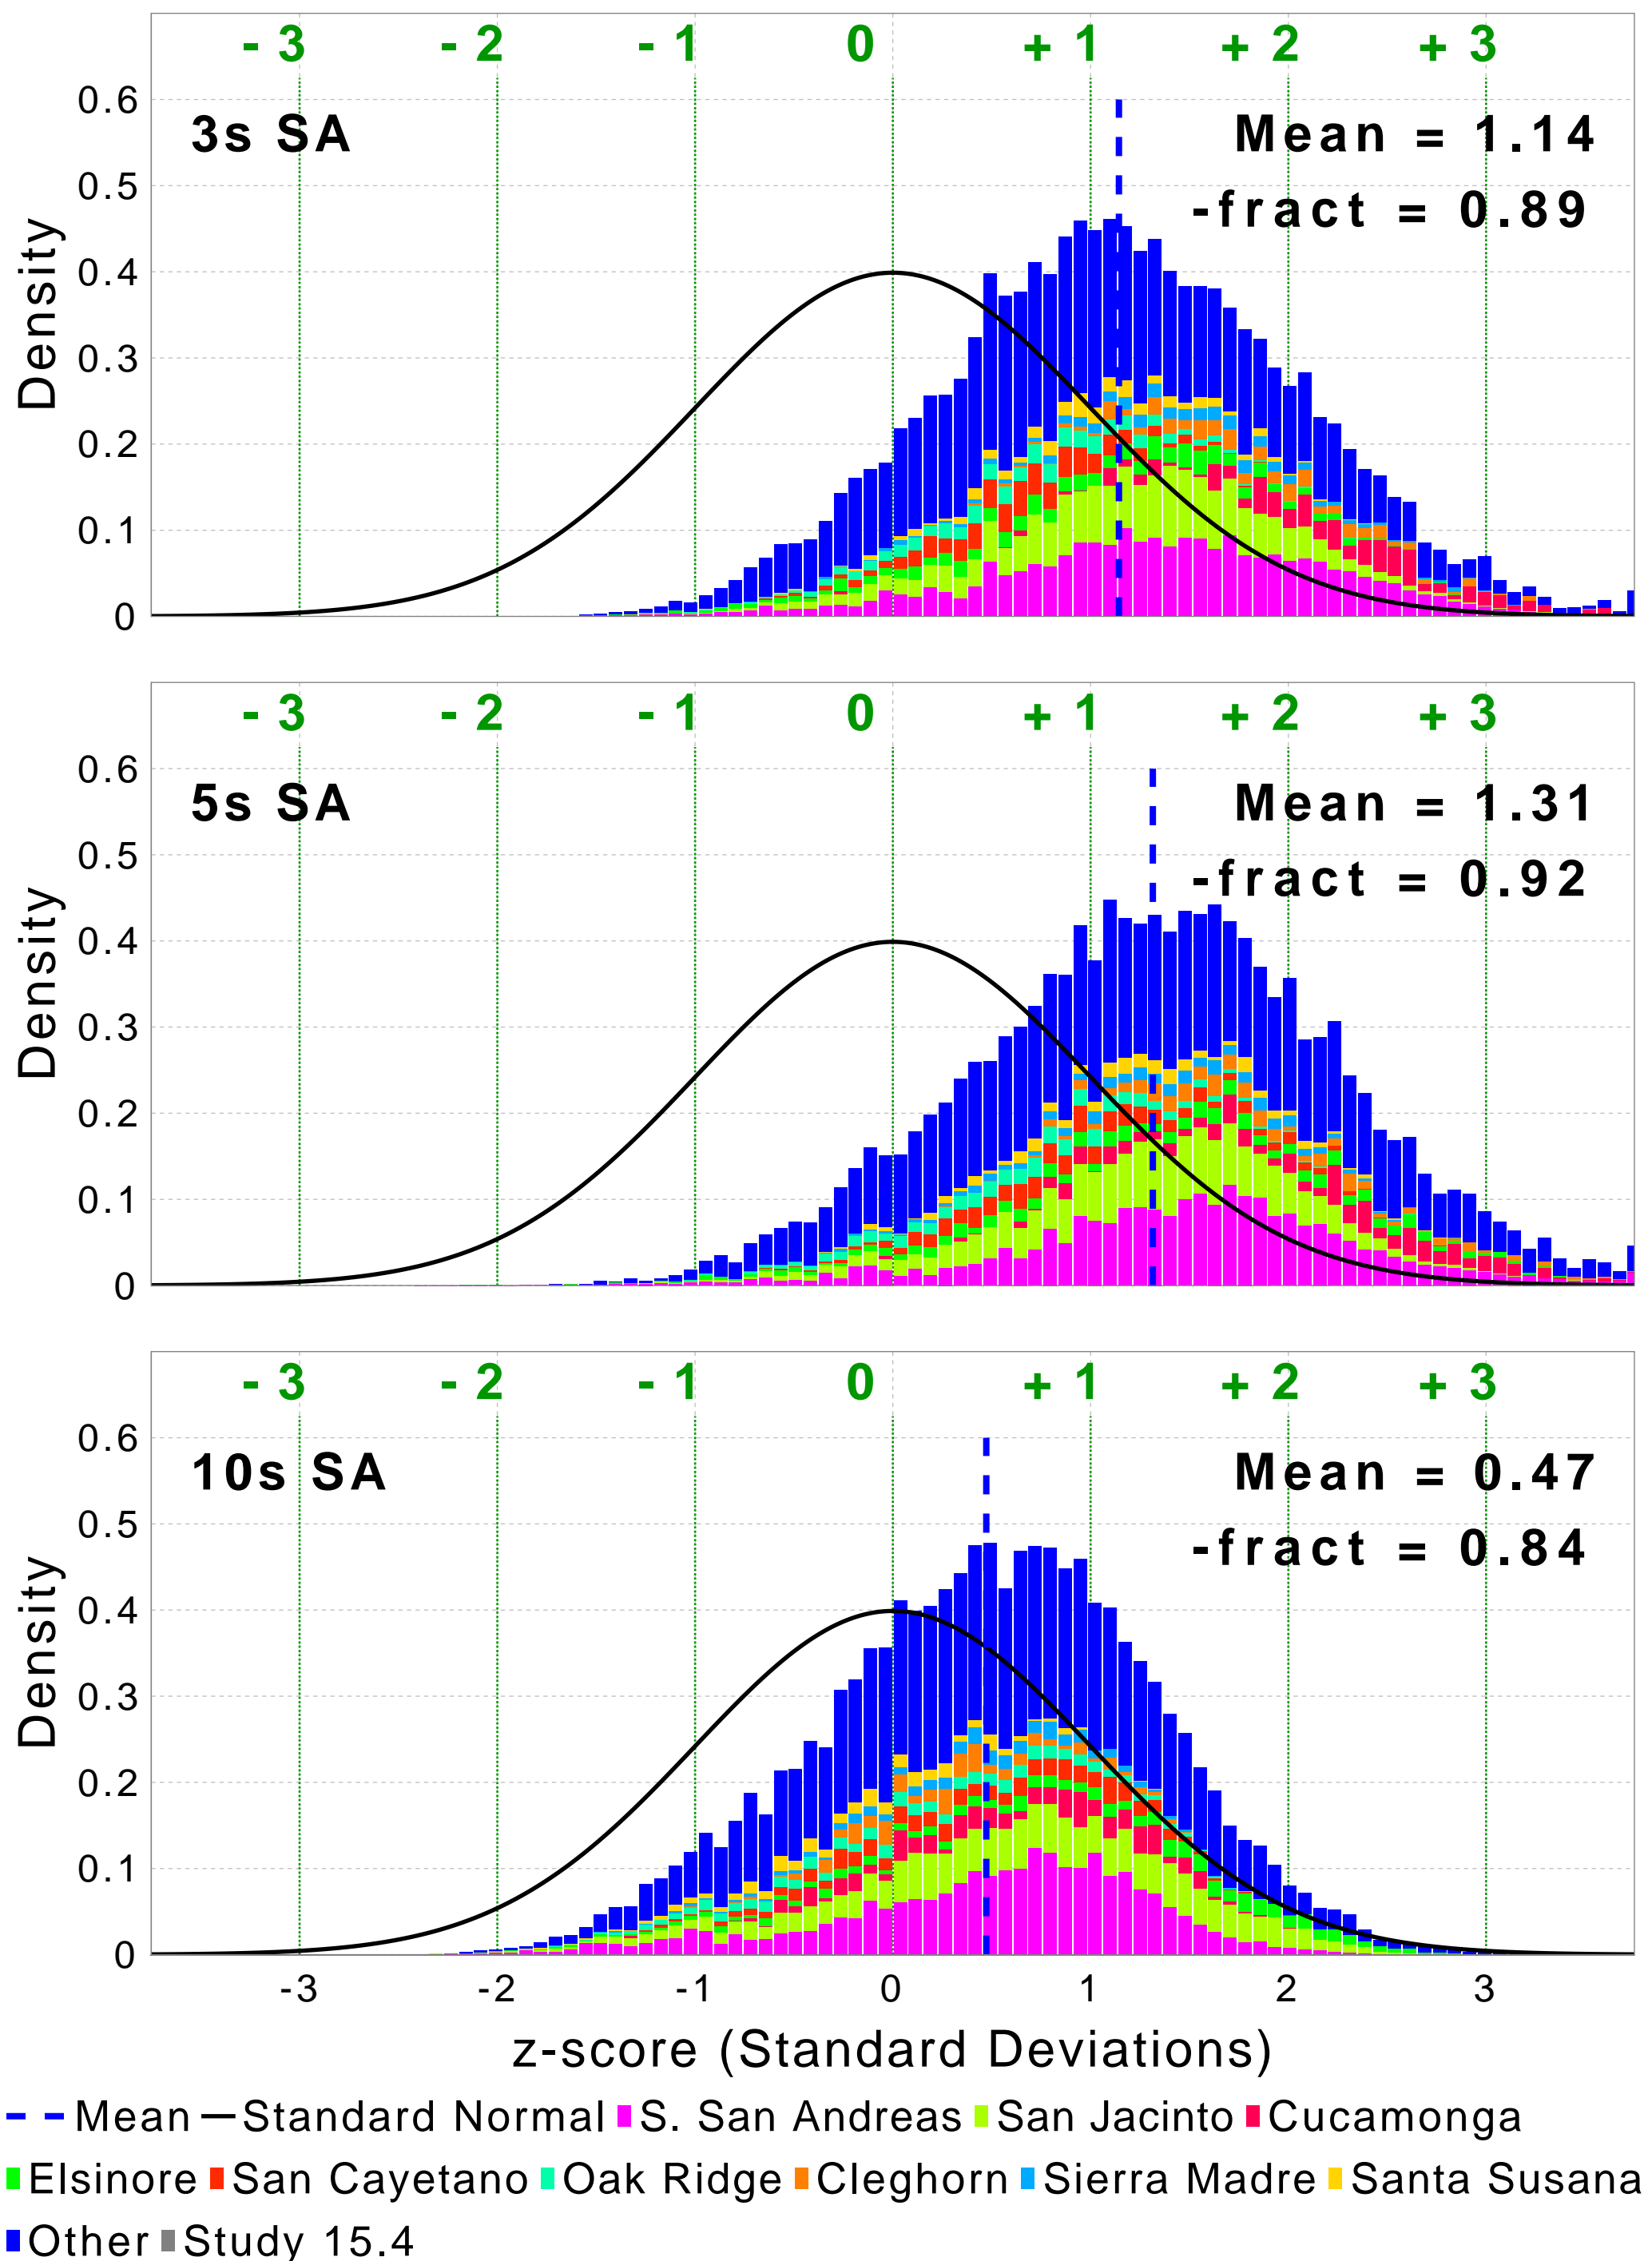 - 3 - 2 - 1 0 + 1 + 2 + 3
0.6
3s SA
Mean = 1.14
0.5
-fract = 0.89
0.4
0.3
0.2
0.1
0
Density
- 3 - 2 - 1 0 + 1 + 2 + 3
0.6
5s SA
Mean = 1.31
0.5
-fract = 0.92
0.4
0.3
0.2
0.1
0
Density
- 3 - 2 - 1 0 + 1 + 2 + 3
0.6
10s SA
Mean = 0.47
0.5
-fract = 0.84
0.4
0.3
0.2
0.1
0
Density
-3 -2 -1 0 1 2 3
z-score (Standard Deviations)
Mean Standard Normal S. San Andreas San Jacinto Cucamonga
Elsinore San Cayetano Oak Ridge Cleghorn Sierra Madre Santa Susana
Other Study 15.4